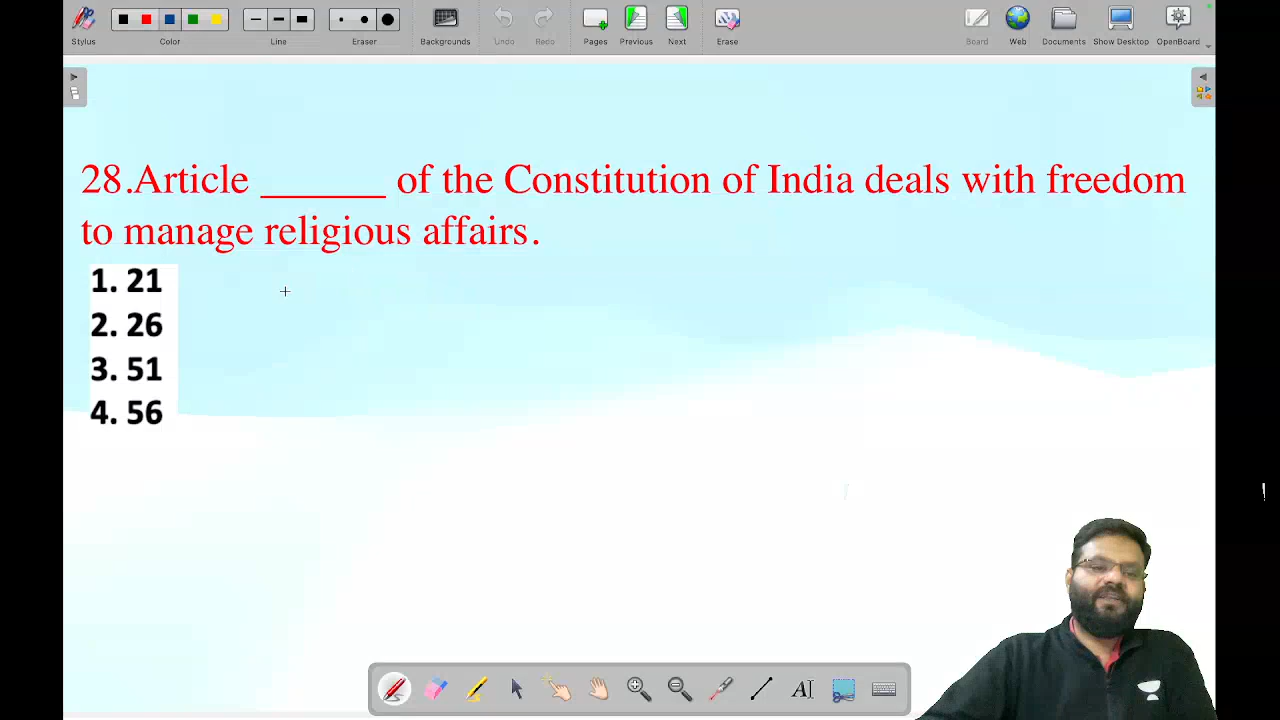 Stylus
Color
Line
Eraser
Backgrounds
Undo
Redo
Pages
Previous
Next
Erase
Board
Web
Documents
Show Desktop
OpenBoard
28.Article ______ of the Constitution of India deals with freedom
to manage religious affairs.
1. 21
2. 26
3. 51
4. 56